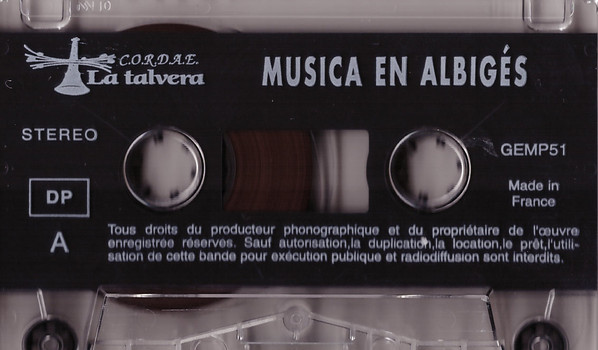 C.O.R.D.A.E.
La talvera
MUSICA EN ALBIGÉS
STEREO
GEMP51
DP
Made in
France
A
Tous droits du producteur phonographique et du propriétaire de l'œuvre
enregistrée réservés. Sauf autorisation,la duplication,la location,le prêt,l'utili-
sation de cette bande pour exécution publique et radiodiffusion sont interdits.